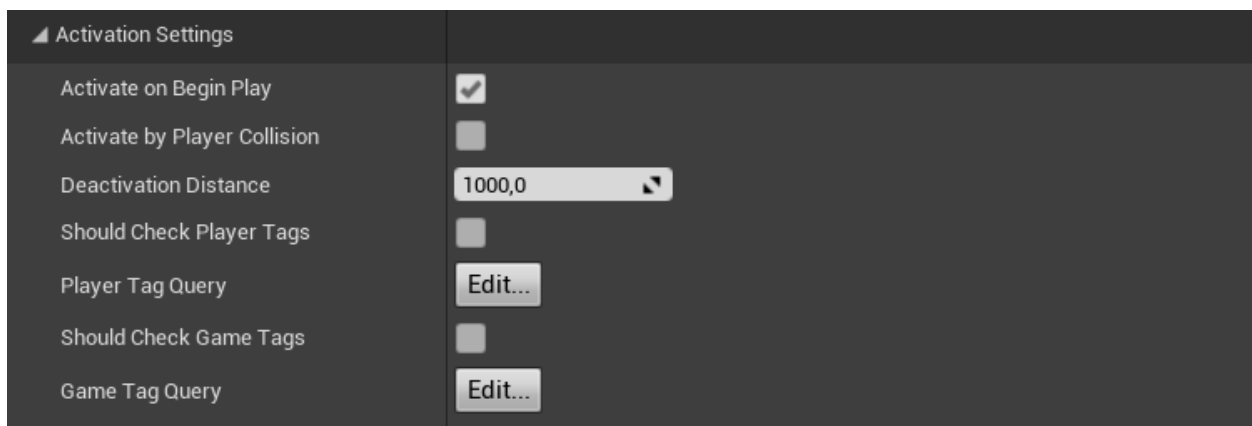 Activation Settings
Activate on Begin Play
Activate by Player Collision
Deactivation Distance 1000,0
Should Check Player Tags
Player Tag Query Edit...
Should Check Game Tags
Game Tag Query Edit...